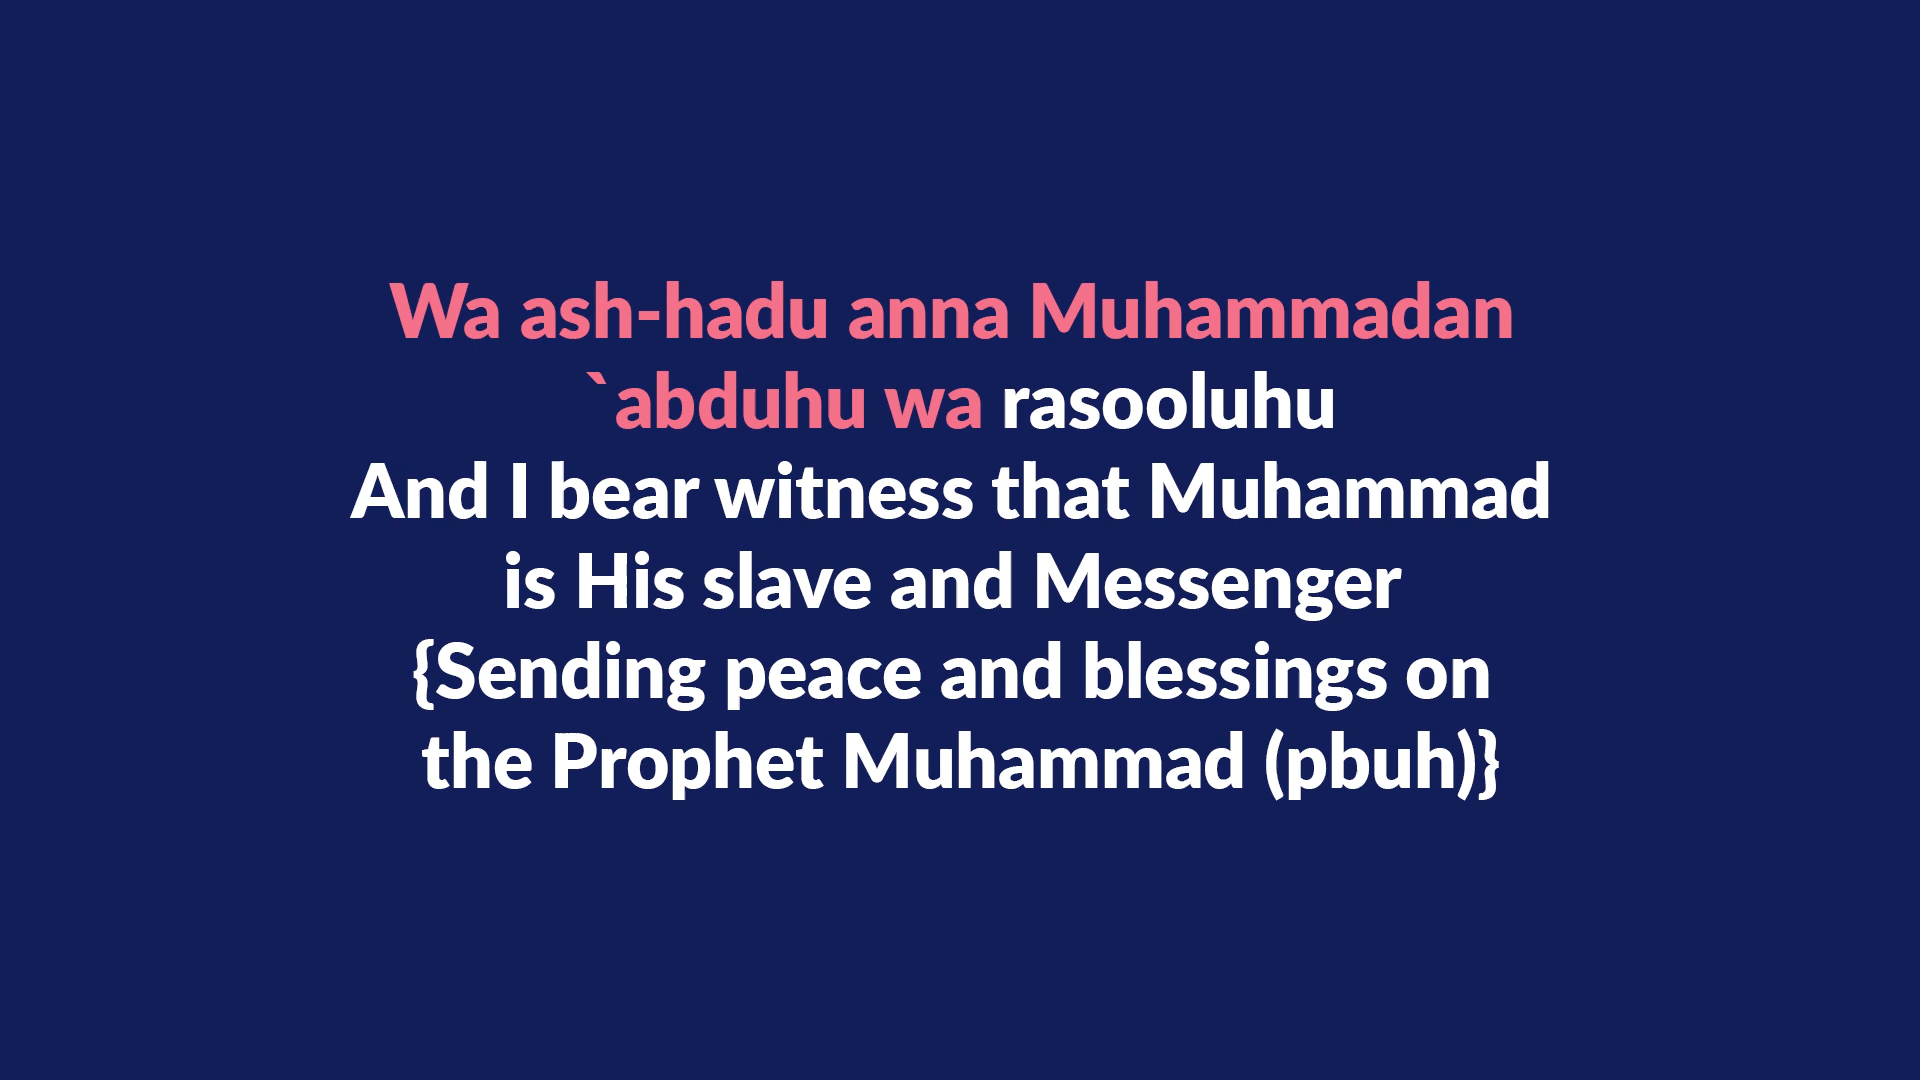 Wa ash-hadu anna Muhammadan
`abduhu wa rasooluhu
And I bear witness that Muhammad
is His slave and Messenger
{Sending peace and blessings on
the Prophet Muhammad (pbuh)}